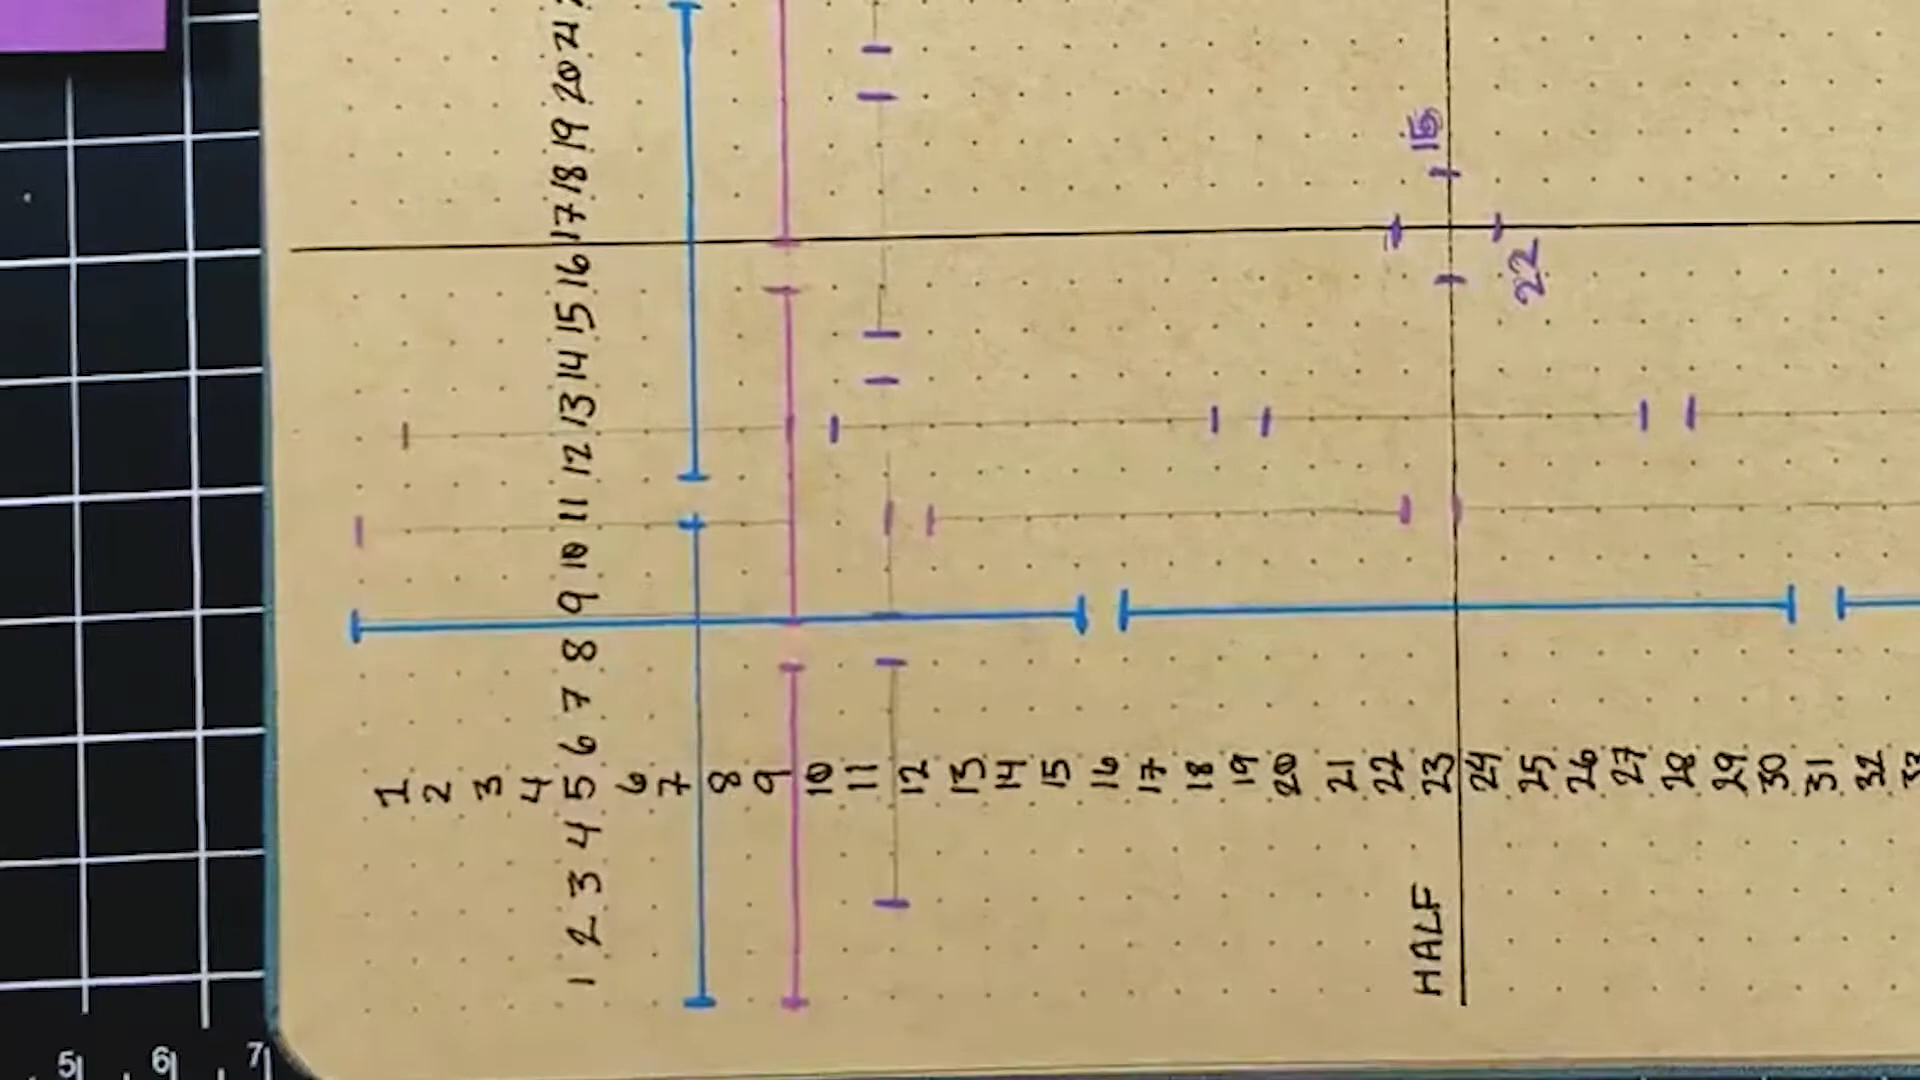 1 2 3 4 5 6 7 8 9 10 11 12 13 14 15 16 17 18 19 20 21
1 2 3 4 6 7 8 9 10 11 12 13 14 15 16 17 18 19 20 21 22 23 24 25 26 27 28 29 30 31 32 33
HALF
15
22
5 6 7